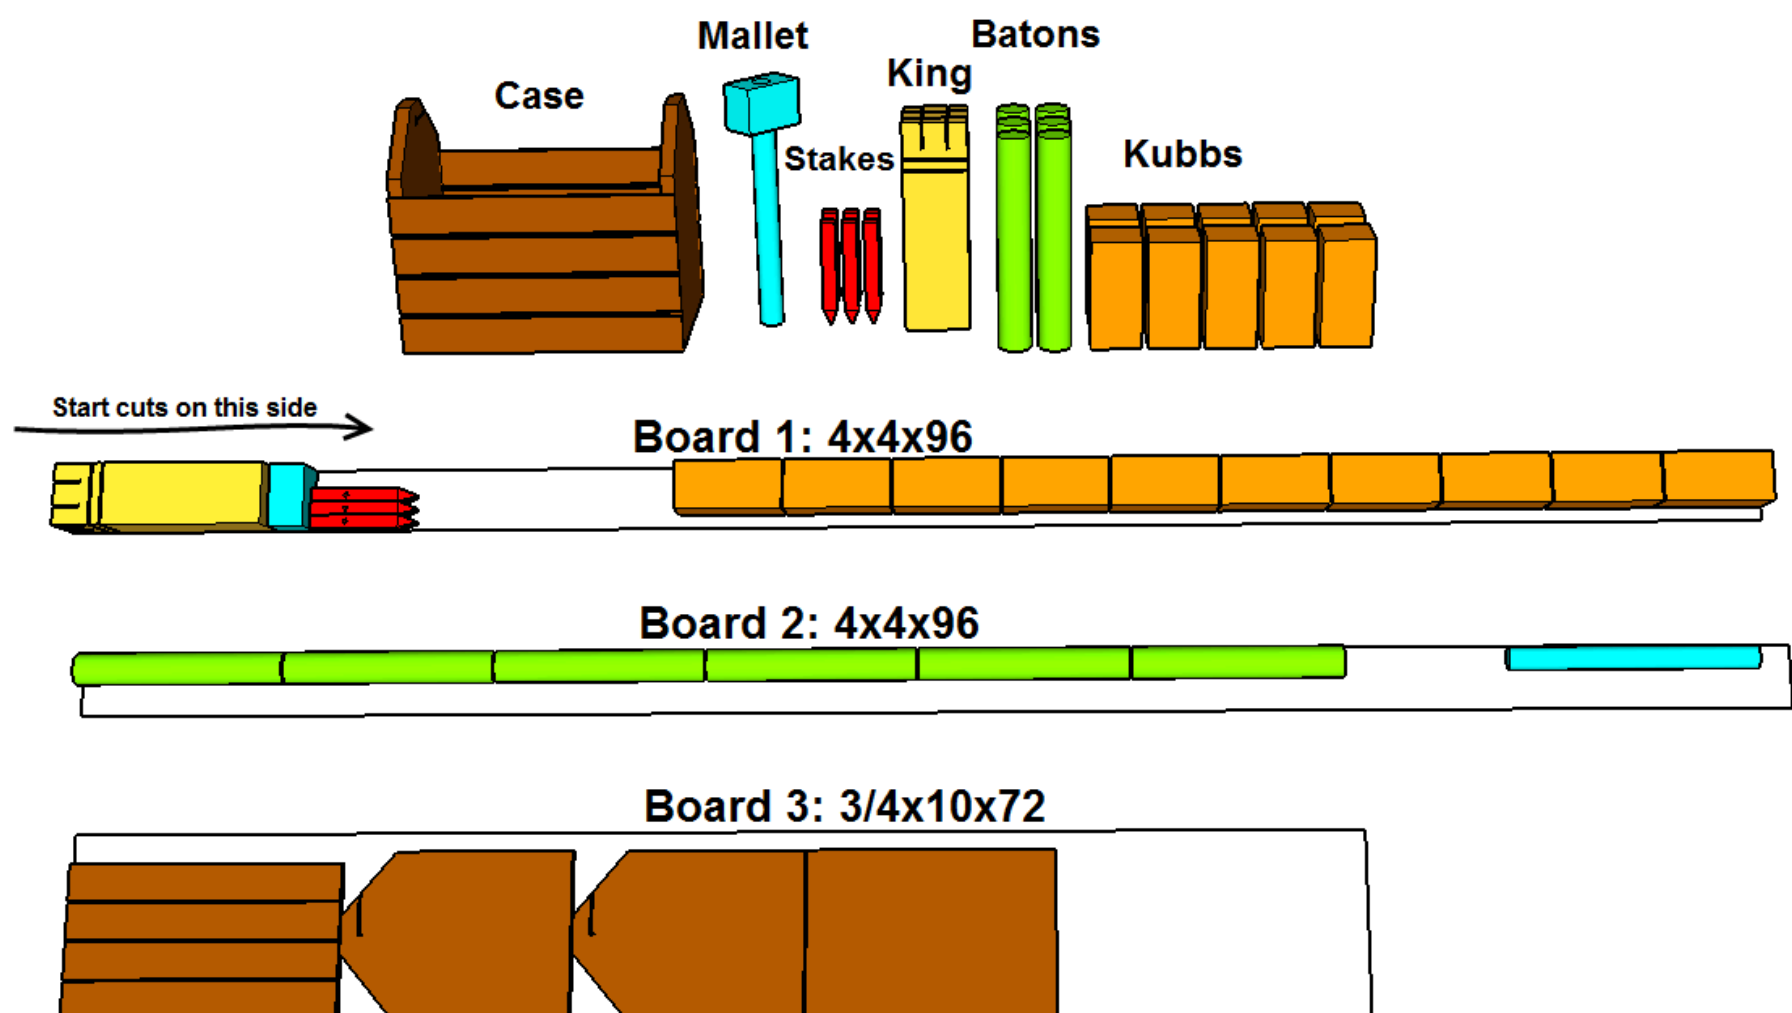 Mallet
Batons
King
Case
Stakes
Kubbs
Start cuts on this side
Board 1: 4x4x96
Board 2: 4x4x96
Board 3: 3/4x10x72